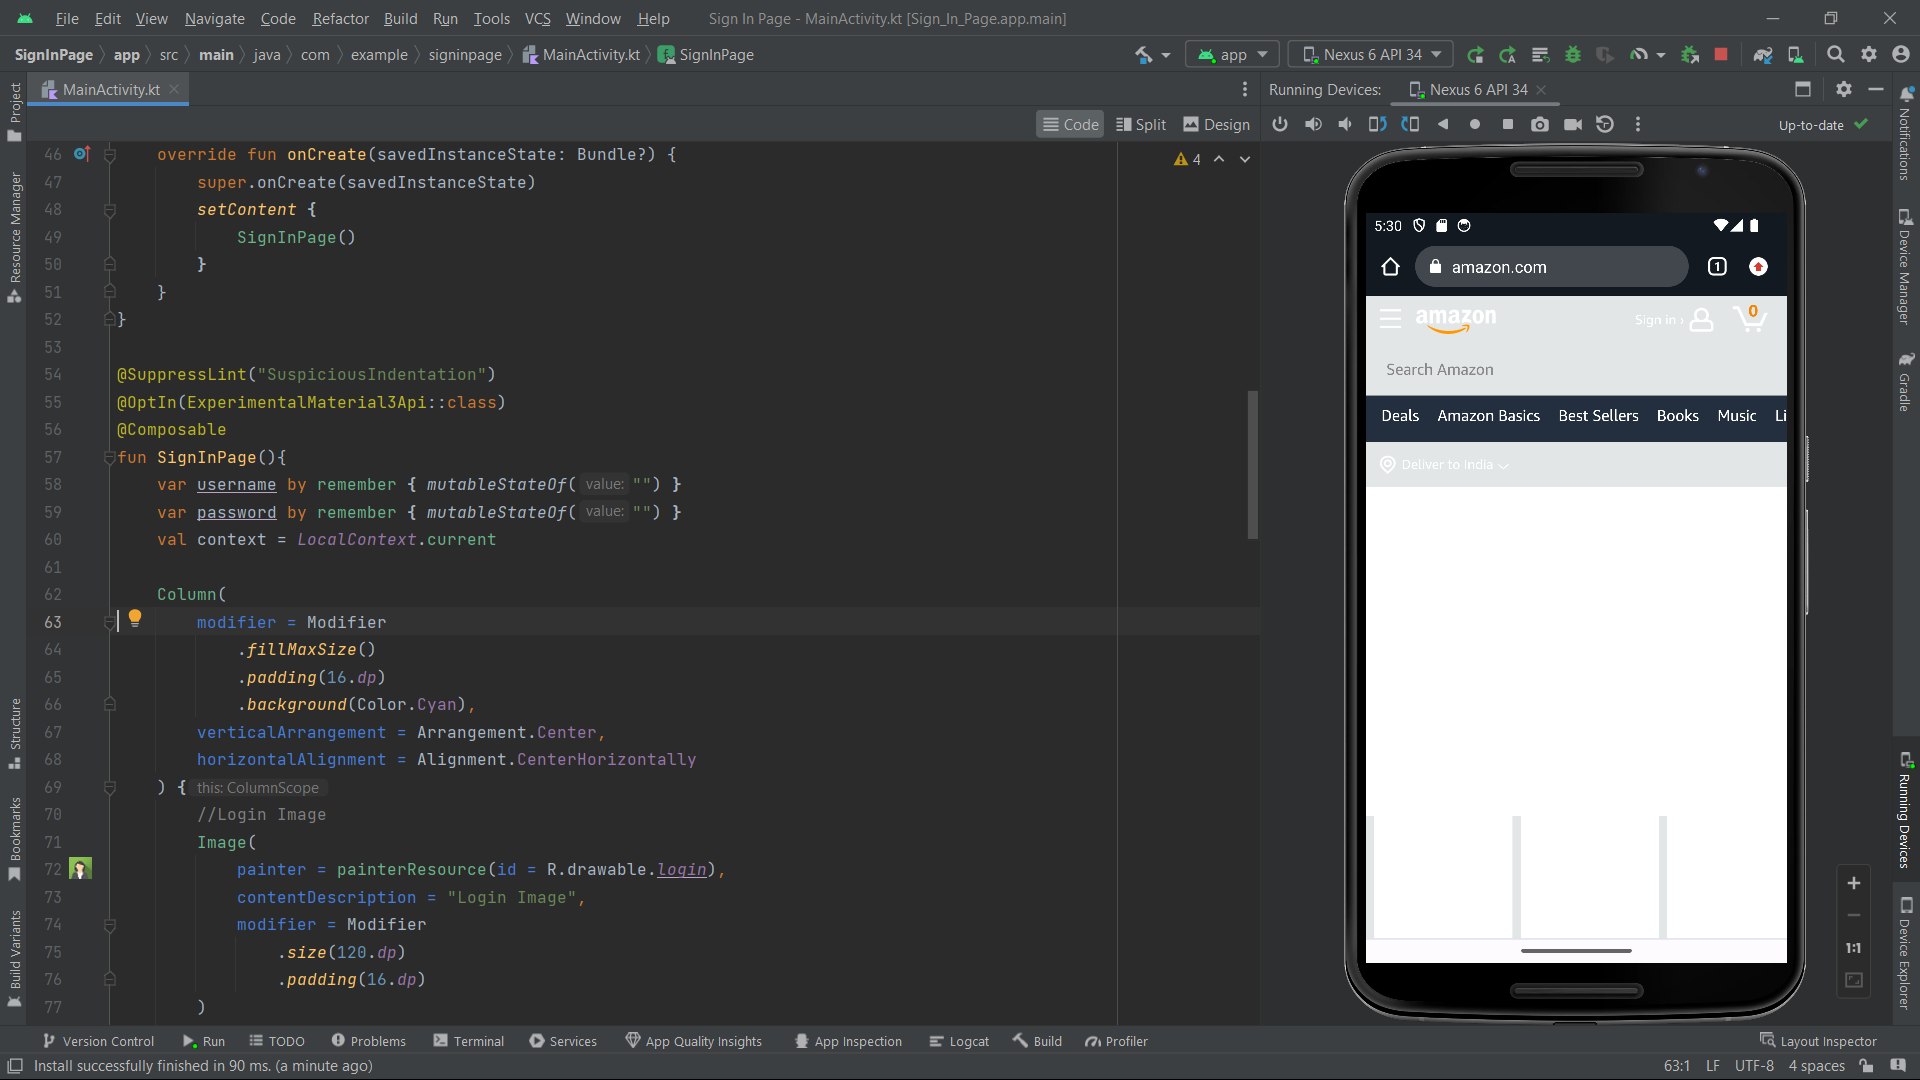 File Edit View Navigate Code Refactor Build Run Tools VCS Window Help Sign In Page - MainActivity.kt [Sign_In_Page.app.main]
SignInPage app src main java com example signinpage MainActivity.kt SignInPage app Nexus 6 API 34
MainActivity.kt
Running Devices: Nexus 6 API 34
Code Split Design
Up-to-date
4
46 override fun onCreate(savedInstanceState: Bundle?) {
47 super.onCreate(savedInstanceState)
48 setContent {
49 SignInPage()
50 }
51 }
52 }
53
54 @SuppressLint("SuspiciousIndentation")
55 @OptIn(ExperimentalMaterial3Api::class)
56 @Composable
57 fun SignInPage(){
58 var username by remember { mutableStateOf( value: "") }
59 var password by remember { mutableStateOf( value: "") }
60 val context = LocalContext.current
61
62 Column(
63 modifier = Modifier
64 .fillMaxSize()
65 .padding(16.dp)
66 .background(Color.Cyan),
67 verticalArrangement = Arrangement.Center,
68 horizontalAlignment = Alignment.CenterHorizontally
69 ) { this: ColumnScope
70 //Login Image
71 Image(
72 painter = painterResource(id = R.drawable.login),
73 contentDescription = "Login Image",
74 modifier = Modifier
75 .size(120.dp)
76 .padding(16.dp)
77 )
5:30
amazon.com 1
amazon Sign in › 0
Search Amazon
Deals Amazon Basics Best Sellers Books Music Li
Deliver to India
1:1
Project
Resource Manager
Structure
Bookmarks
Build Variants
Notifications
Device Manager
Gradle
Running Devices
Device Explorer
Version Control Run TODO Problems Terminal Services App Quality Insights App Inspection Logcat Build Profiler Layout Inspector
Install successfully finished in 90 ms. (a minute ago) 63:1 LF UTF-8 4 spaces